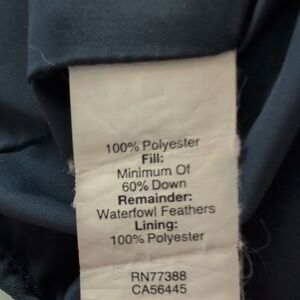 100% Polyester
Fill:
Minimum Of
60% Down
Remainder:
Waterfowl Feathers
Lining:
100% Polyester
RN77388
CA56445